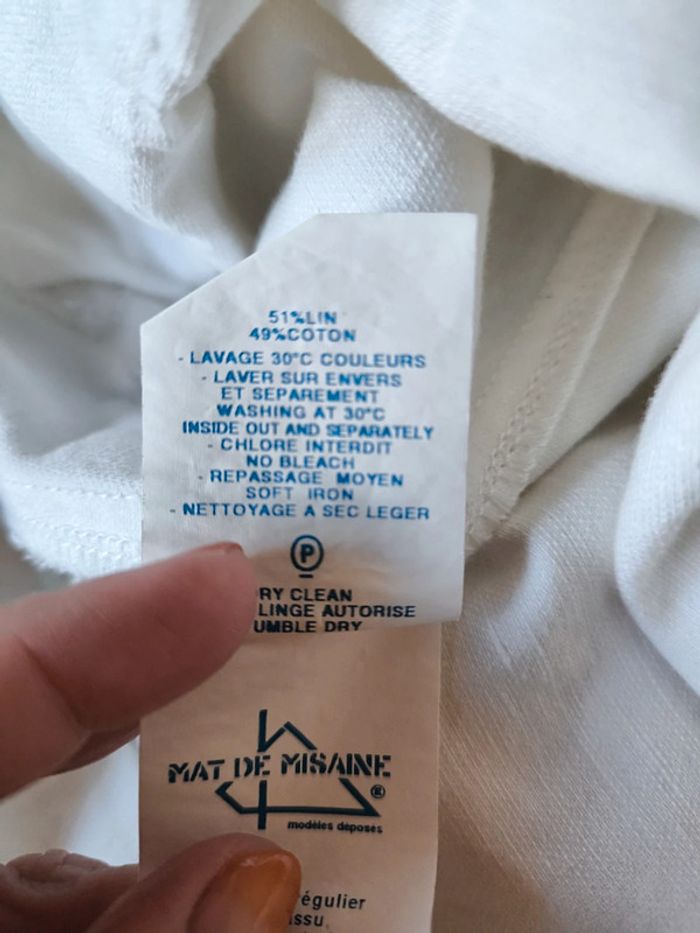 51%LIN
49%COTON
- LAVAGE 30°C COULEURS
- LAVER SUR ENVERS
ET SEPAREMENT
WASHING AT 30°C
INSIDE OUT AND SEPARATELY
- CHLORE INTERDIT
NO BLEACH
- REPASSAGE MOYEN
SOFT IRON
- NETTOYAGE A SEC LEGER
P
RY CLEAN
LINGE AUTORISE
UMBLE DRY
MAT DE MISAINE
®
modèles déposés
égulier
ssu